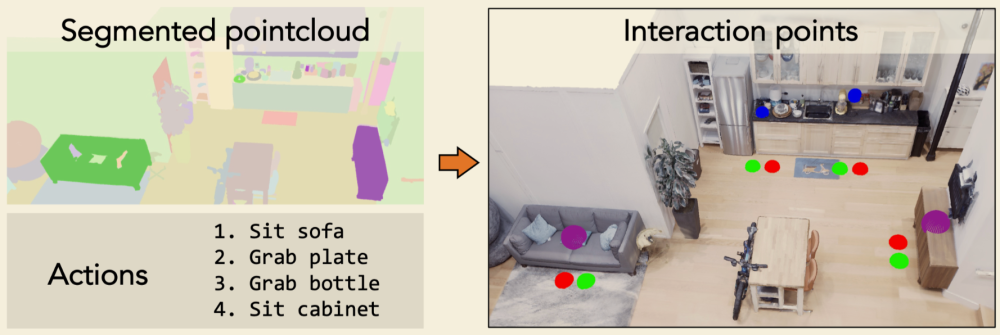 Segmented pointcloud
Interaction points
Actions
1. Sit sofa
2. Grab plate
3. Grab bottle
4. Sit cabinet